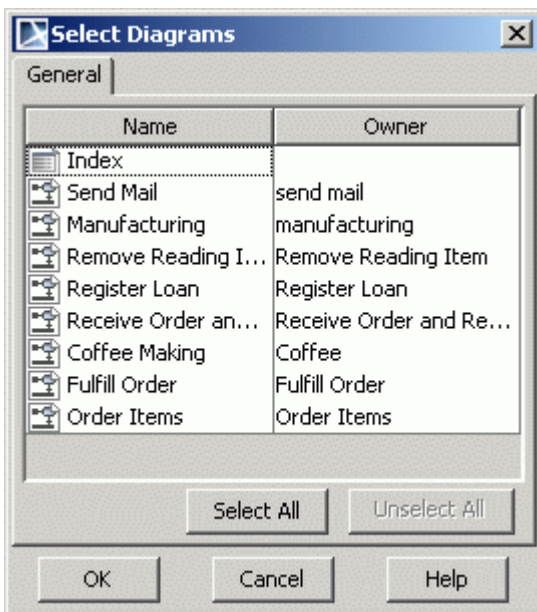 Select Diagrams
General
Name Owner
Index
Send Mail send mail
Manufacturing manufacturing
Remove Reading I... Remove Reading Item
Register Loan Register Loan
Receive Order an... Receive Order and Re...
Coffee Making Coffee
Fulfill Order Fulfill Order
Order Items Order Items
Select All Unselect All
OK Cancel Help